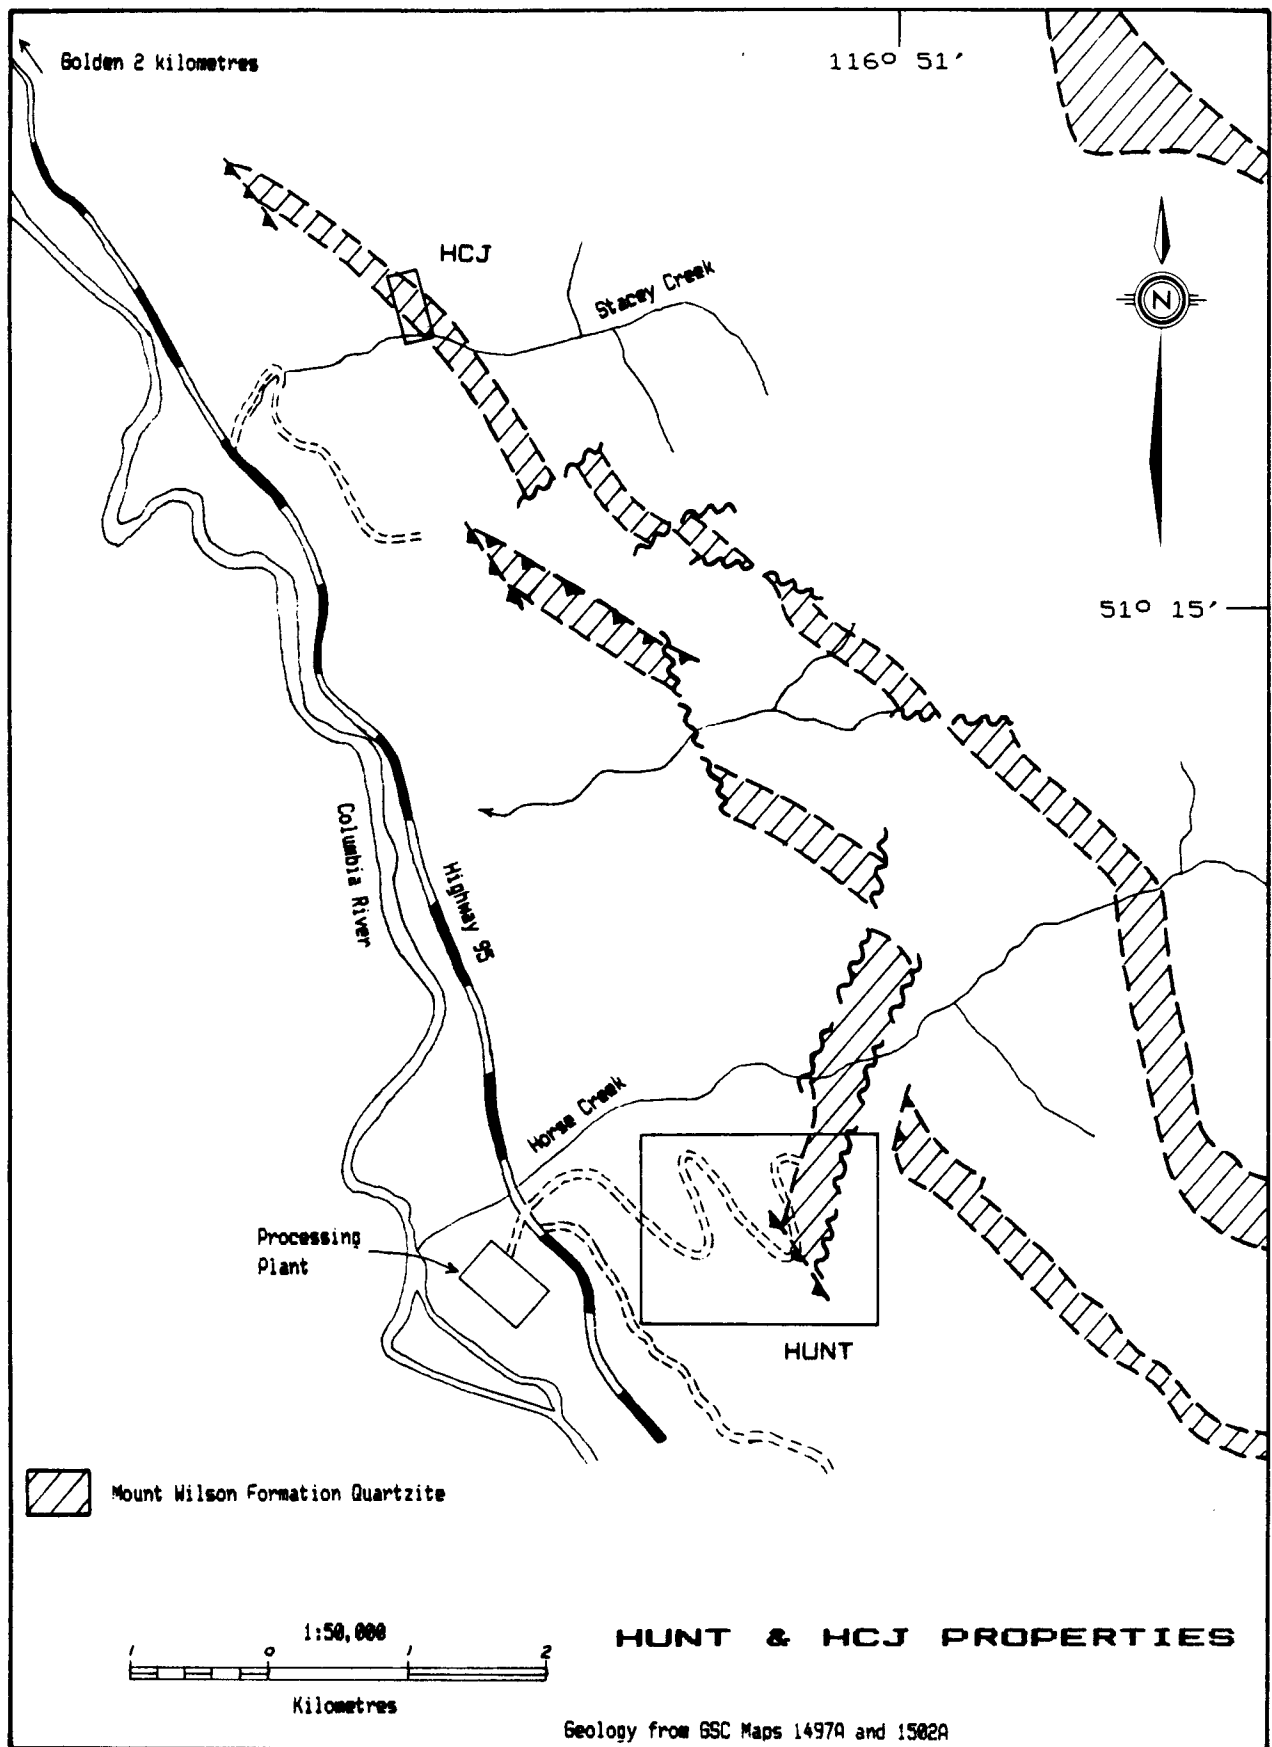 Golden 2 kilometres
116° 51′
HCJ
Stacey Creek
N
51° 15′
Columbia River
Highway 95
Horse Creek
Processing
Plant
HUNT
Mount Wilson Formation Quartzite
1:50,000
1 0 1 2
Kilometres
HUNT & HCJ PROPERTIES
Geology from GSC Maps 1497A and 1502A